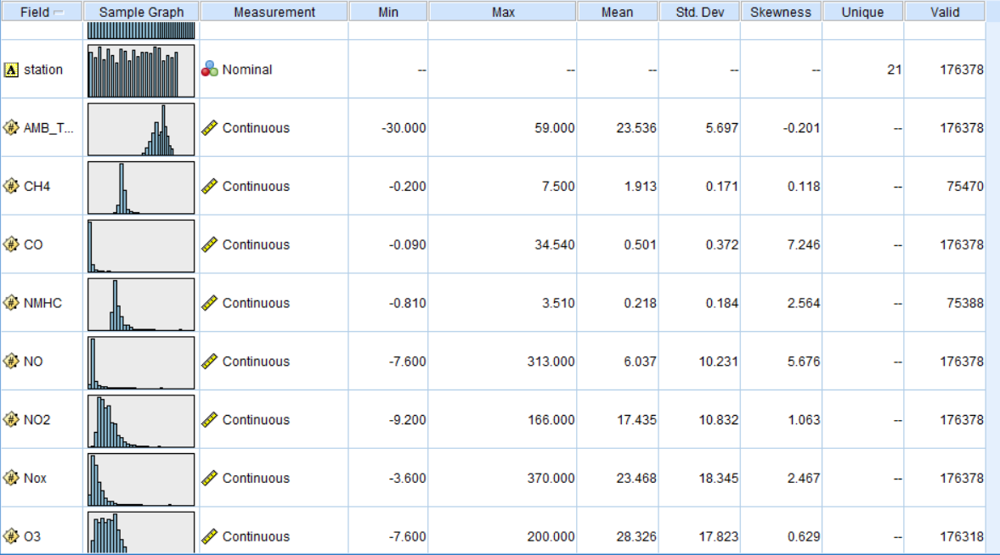 Field Sample Graph Measurement Min Max Mean Std. Dev Skewness Unique Valid
A station Nominal -- -- -- -- -- 21 176378
# AMB_T... Continuous -30.000 59.000 23.536 5.697 -0.201 -- 176378
# CH4 Continuous -0.200 7.500 1.913 0.171 0.118 -- 75470
# CO Continuous -0.090 34.540 0.501 0.372 7.246 -- 176378
# NMHC Continuous -0.810 3.510 0.218 0.184 2.564 -- 75388
# NO Continuous -7.600 313.000 6.037 10.231 5.676 -- 176378
# NO2 Continuous -9.200 166.000 17.435 10.832 1.063 -- 176378
# Nox Continuous -3.600 370.000 23.468 18.345 2.467 -- 176378
# O3 Continuous -7.600 200.000 28.326 17.823 0.629 -- 176318